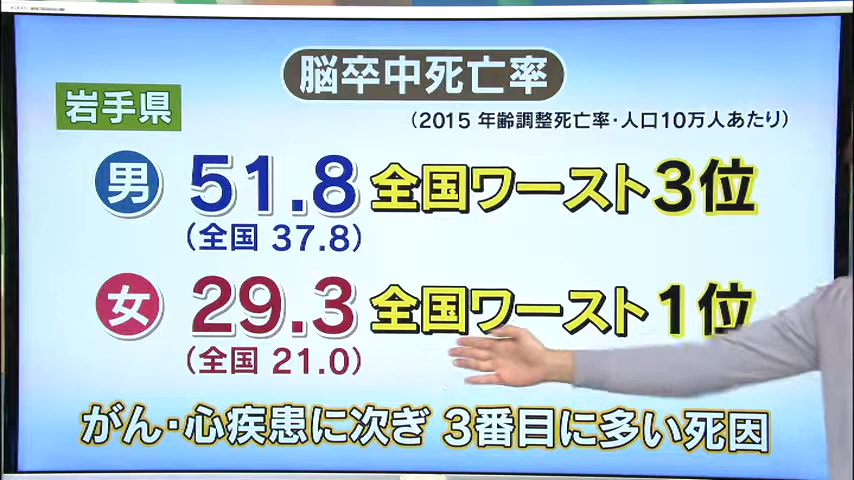 脳卒中死亡率
岩手県
(2015 年齢調整死亡率・人口10万人あたり)
男 51.8 全国ワースト3位
(全国 37.8)
女 29.3 全国ワースト1位
(全国 21.0)
がん・心疾患に次ぎ 3番目に多い死因